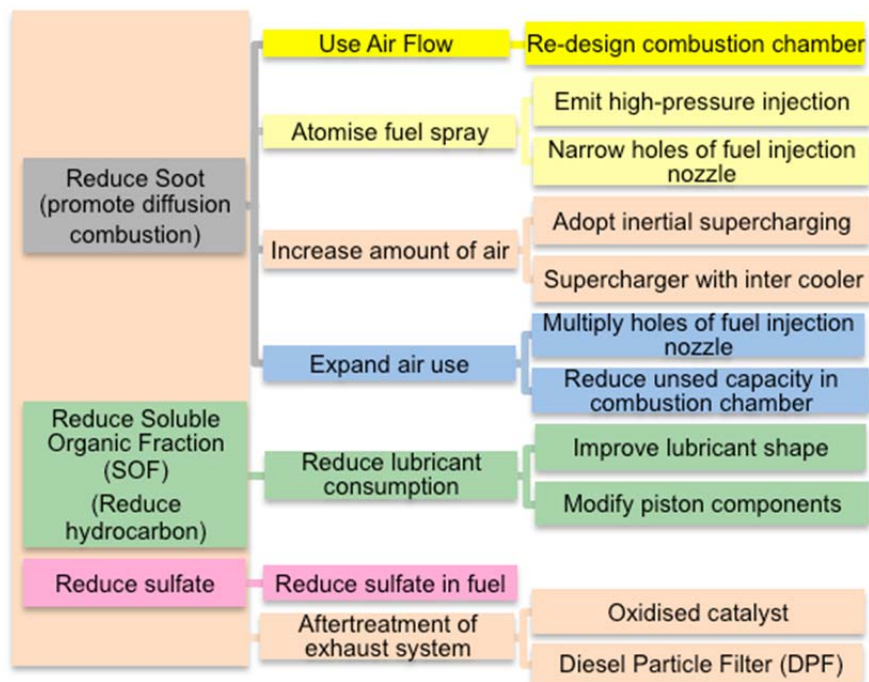 Use Air Flow
Re-design combustion chamber
Atomise fuel spray
Emit high-pressure injection
Narrow holes of fuel injection
nozzle
Reduce Soot
(promote diffusion
combustion)
Increase amount of air
Adopt inertial supercharging
Supercharger with inter cooler
Expand air use
Multiply holes of fuel injection
nozzle
Reduce unsed capacity in
combustion chamber
Reduce Soluble
Organic Fraction
(SOF)
(Reduce
hydrocarbon)
Reduce lubricant
consumption
Improve lubricant shape
Modify piston components
Reduce sulfate
Reduce sulfate in fuel
Aftertreatment of
exhaust system
Oxidised catalyst
Diesel Particle Filter (DPF)